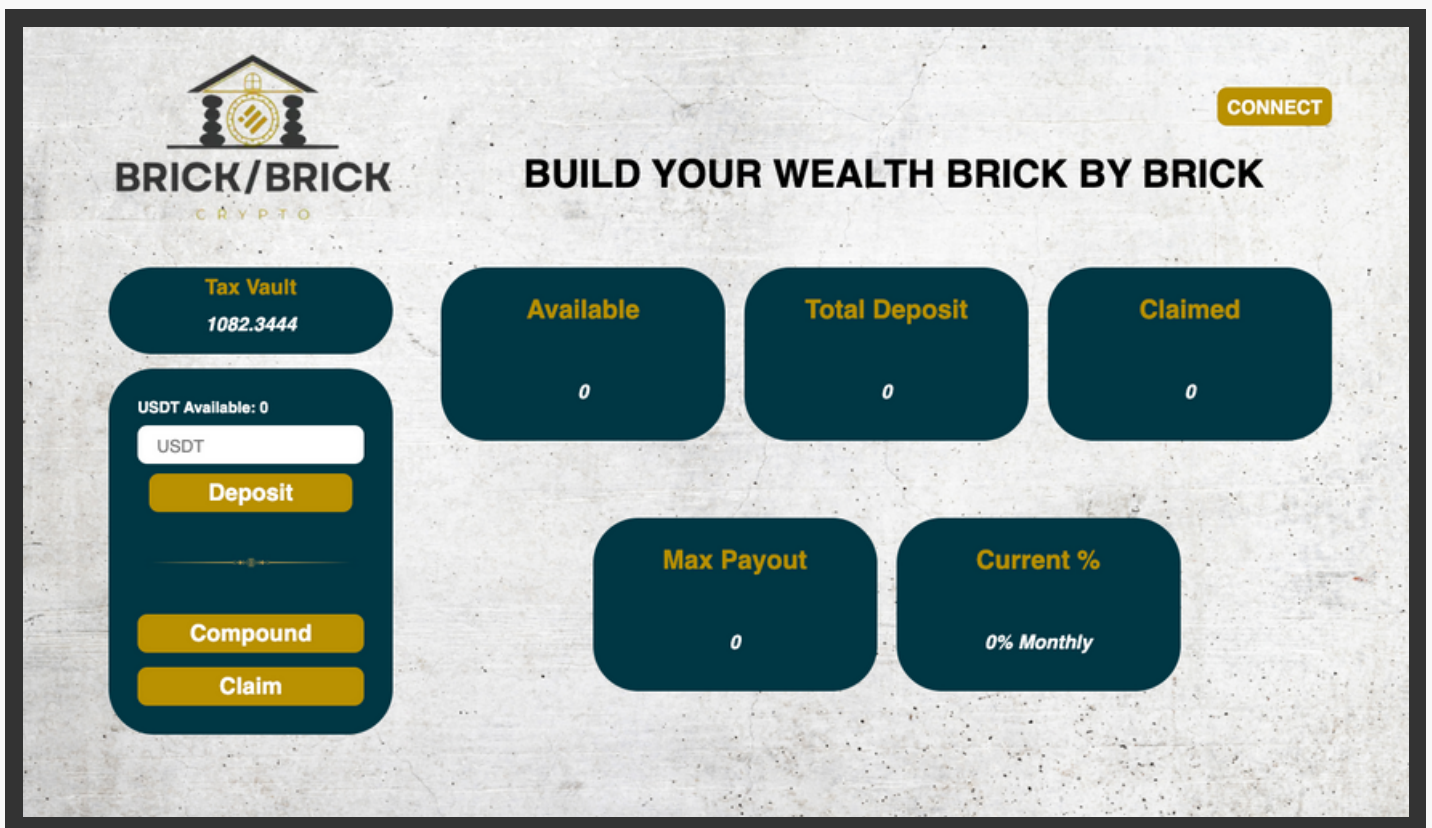 BRICK/BRICK
CRYPTO
CONNECT
BUILD YOUR WEALTH BRICK BY BRICK
Tax Vault
1082.3444
USDT Available: 0
USDT
Deposit
Compound
Claim
Available
0
Total Deposit
0
Claimed
0
Max Payout
0
Current %
0% Monthly